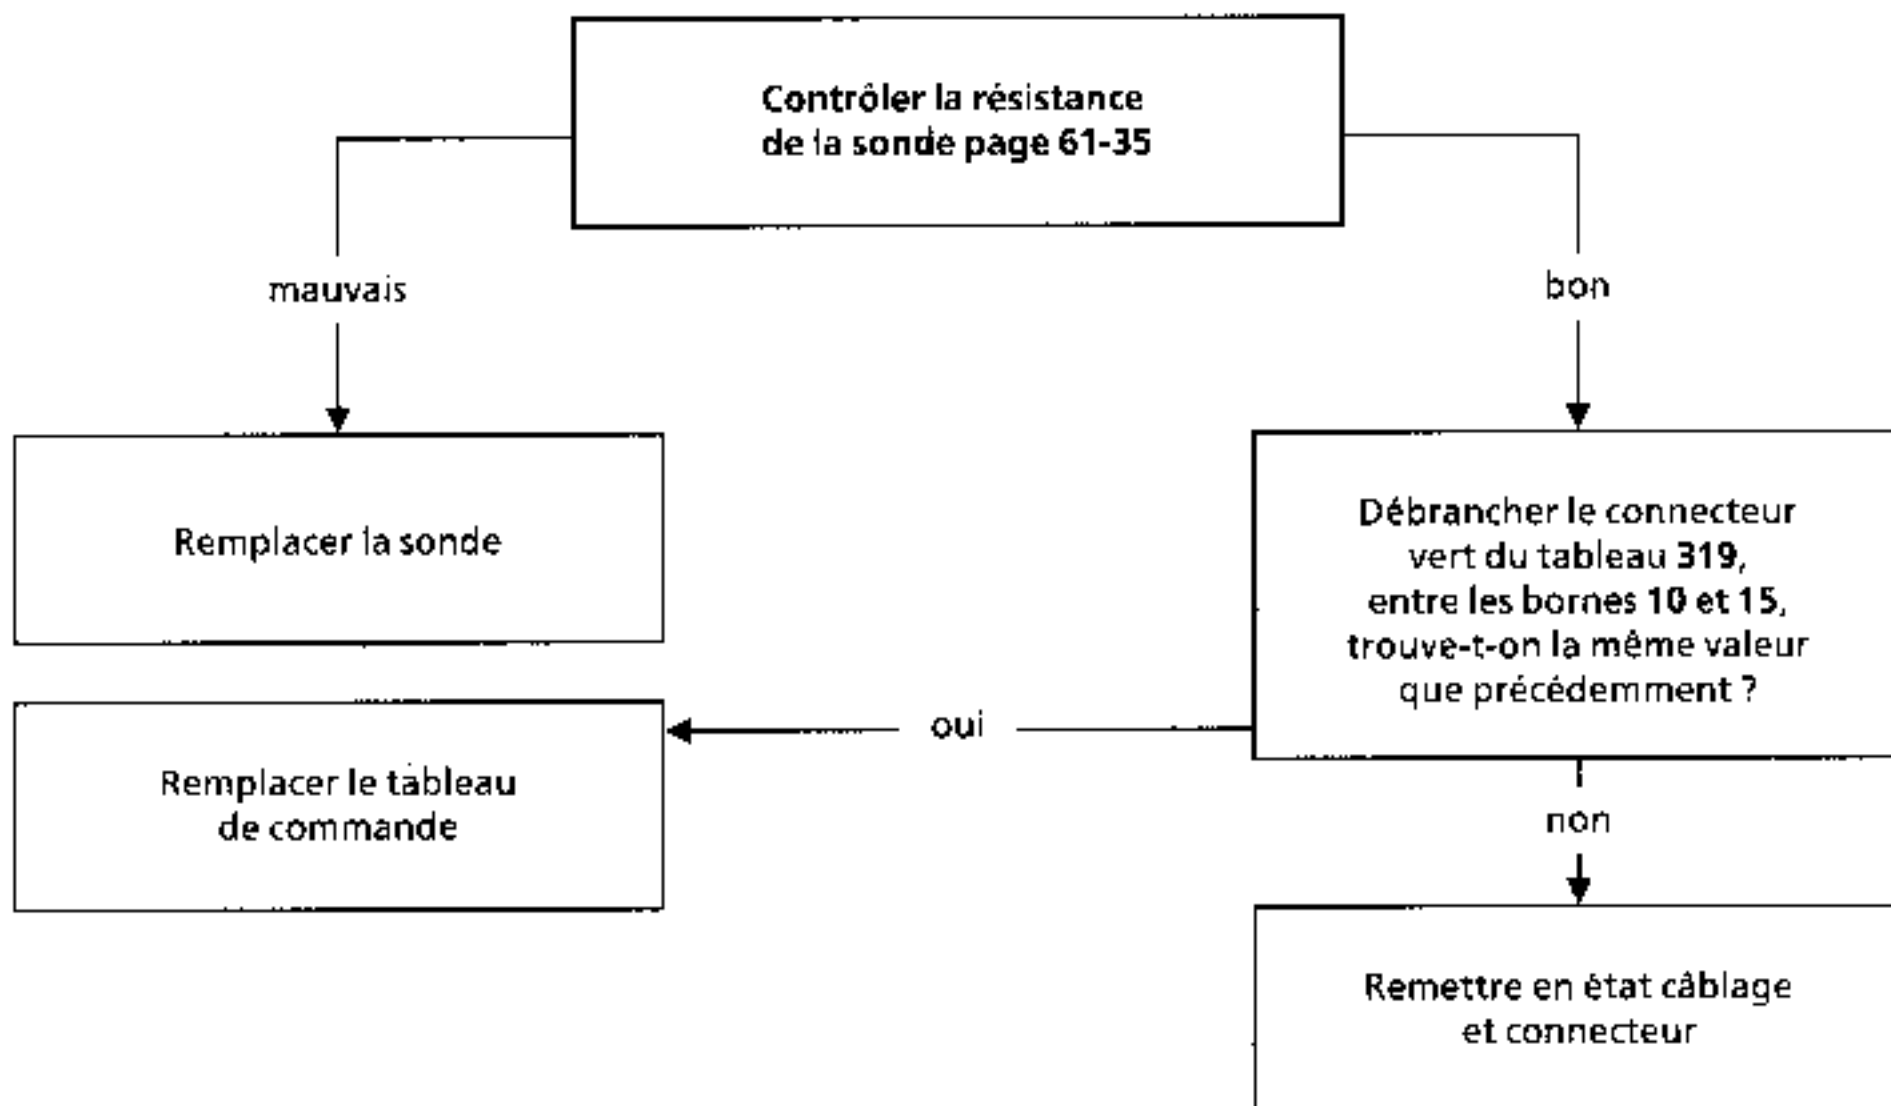 Contrôler la résistance
de la sonde page 61-35
mauvais
bon
Remplacer la sonde
Débrancher le connecteur
vert du tableau 319,
entre les bornes 10 et 15,
trouve-t-on la même valeur
que précédemment ?
oui
Remplacer le tableau
de commande
non
Remettre en état câblage
et connecteur